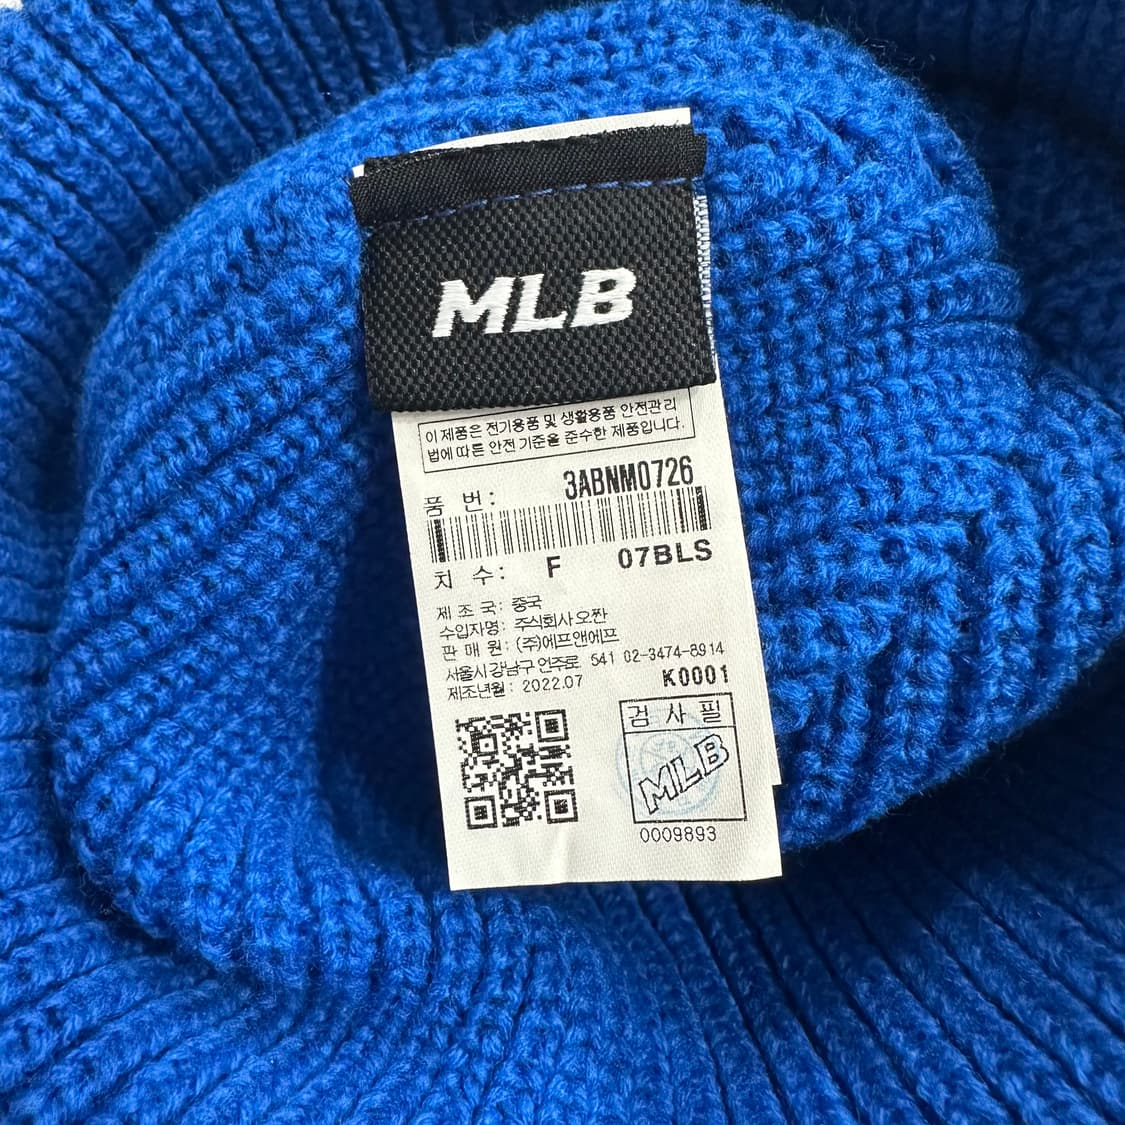 MLB
이 제품은 전기용품 및 생활용품 안전관리
법에 따른 안전 기준을 준수한 제품입니다.
품 번: 3ABNM0726
치 수: F 07BLS
제 조 국: 중국
수입자명: 주식회사 오짠
판 매 원: (주)에프앤에프
서울시 강남구 언주로 541 02-3474-8914
제조년월: 2022.07 K0001
검 사 필
MLB
0009893